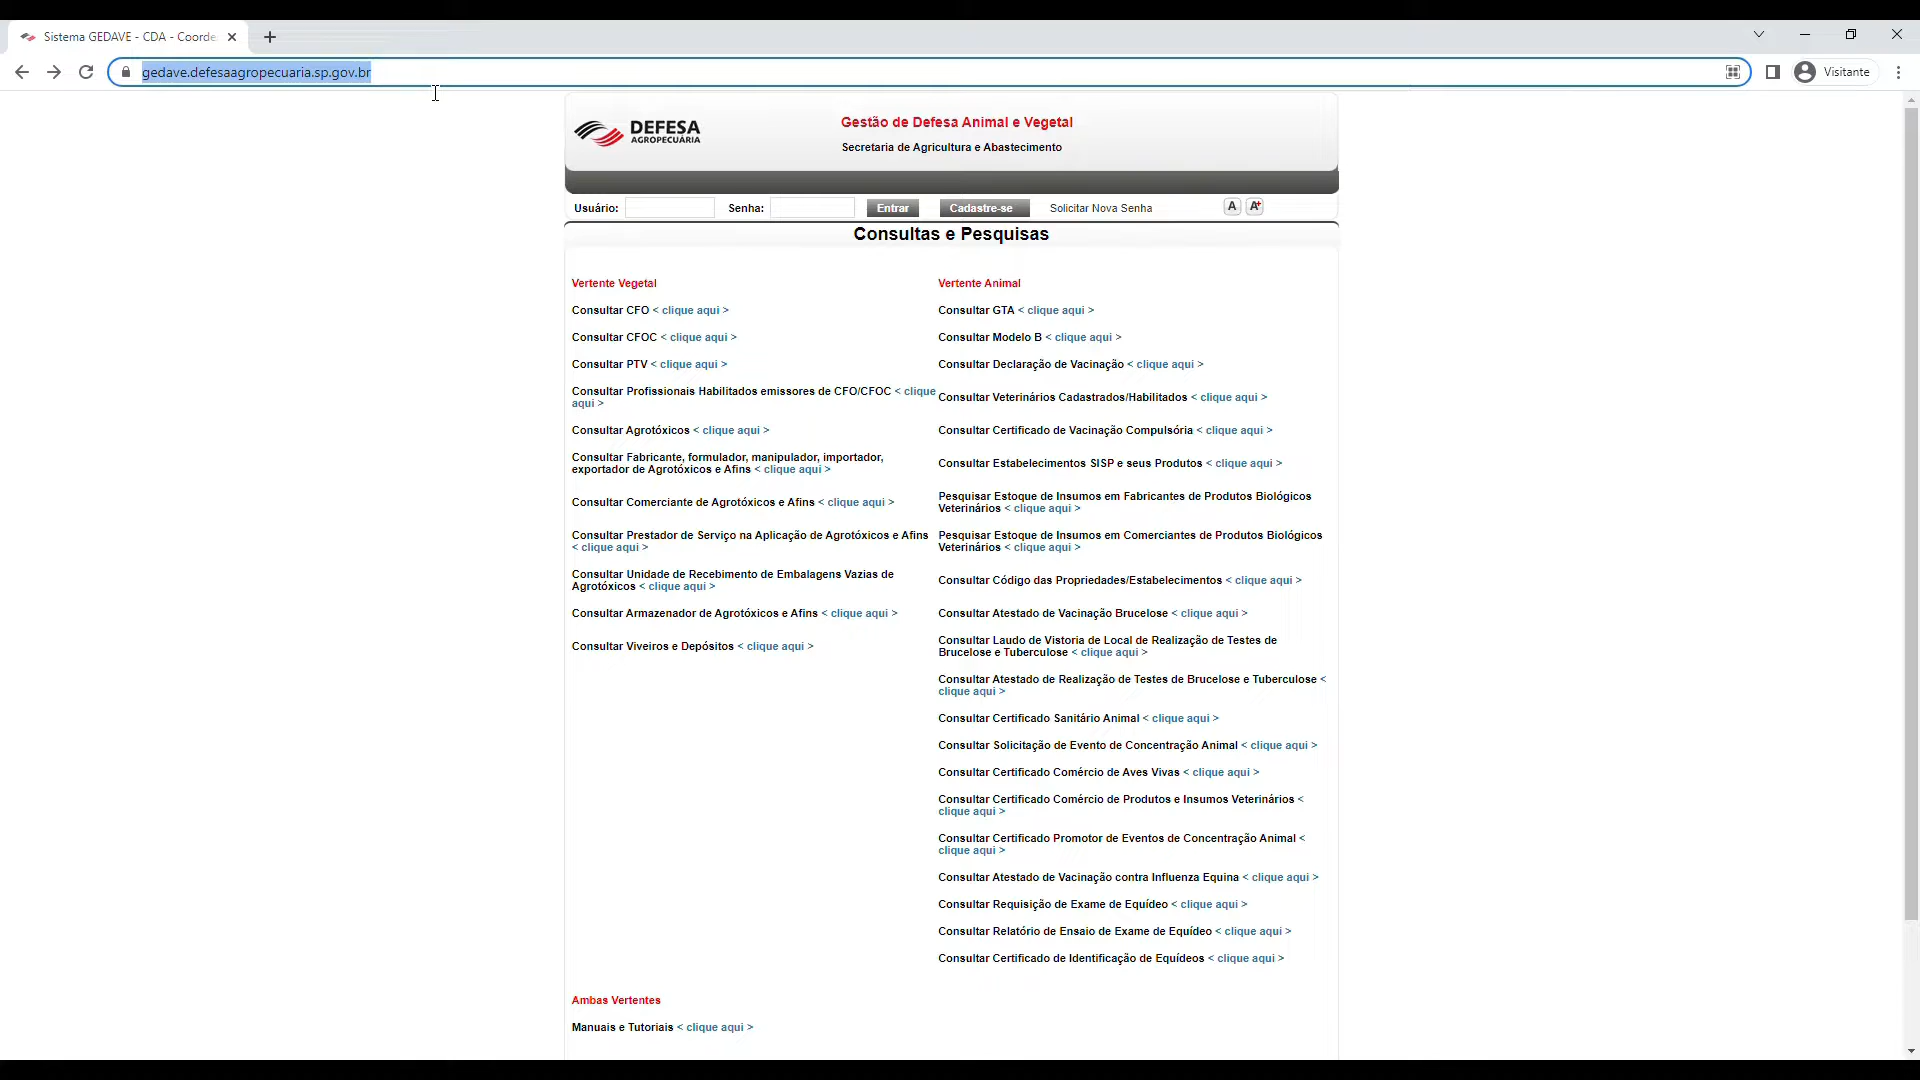 Sistema GEDAVE - CDA - Coorde
gedave.defesaagropecuaria.sp.gov.br
Visitante
DEFESA
AGROPECUÁRIA
Gestão de Defesa Animal e Vegetal
Secretaria de Agricultura e Abastecimento
Usuário: Senha: Entrar Cadastre-se Solicitar Nova Senha A A+
Consultas e Pesquisas
Vertente Vegetal
Consultar CFO < clique aqui >
Consultar CFOC < clique aqui >
Consultar PTV < clique aqui >
Consultar Profissionais Habilitados emissores de CFO/CFOC < clique
aqui >
Consultar Agrotóxicos < clique aqui >
Consultar Fabricante, formulador, manipulador, importador,
exportador de Agrotóxicos e Afins < clique aqui >
Consultar Comerciante de Agrotóxicos e Afins < clique aqui >
Consultar Prestador de Serviço na Aplicação de Agrotóxicos e Afins
< clique aqui >
Consultar Unidade de Recebimento de Embalagens Vazias de
Agrotóxicos < clique aqui >
Consultar Armazenador de Agrotóxicos e Afins < clique aqui >
Consultar Viveiros e Depósitos < clique aqui >
Vertente Animal
Consultar GTA < clique aqui >
Consultar Modelo B < clique aqui >
Consultar Declaração de Vacinação < clique aqui >
Consultar Veterinários Cadastrados/Habilitados < clique aqui >
Consultar Certificado de Vacinação Compulsória < clique aqui >
Consultar Estabelecimentos SISP e seus Produtos < clique aqui >
Pesquisar Estoque de Insumos em Fabricantes de Produtos Biológicos
Veterinários < clique aqui >
Pesquisar Estoque de Insumos em Comerciantes de Produtos Biológicos
Veterinários < clique aqui >
Consultar Código das Propriedades/Estabelecimentos < clique aqui >
Consultar Atestado de Vacinação Brucelose < clique aqui >
Consultar Laudo de Vistoria de Local de Realização de Testes de
Brucelose e Tuberculose < clique aqui >
Consultar Atestado de Realização de Testes de Brucelose e Tuberculose <
clique aqui >
Consultar Certificado Sanitário Animal < clique aqui >
Consultar Solicitação de Evento de Concentração Animal < clique aqui >
Consultar Certificado Comércio de Aves Vivas < clique aqui >
Consultar Certificado Comércio de Produtos e Insumos Veterinários <
clique aqui >
Consultar Certificado Promotor de Eventos de Concentração Animal <
clique aqui >
Consultar Atestado de Vacinação contra Influenza Equina < clique aqui >
Consultar Requisição de Exame de Equídeo < clique aqui >
Consultar Relatório de Ensaio de Exame de Equídeo < clique aqui >
Consultar Certificado de Identificação de Equídeos < clique aqui >
Ambas Vertentes
Manuais e Tutoriais < clique aqui >